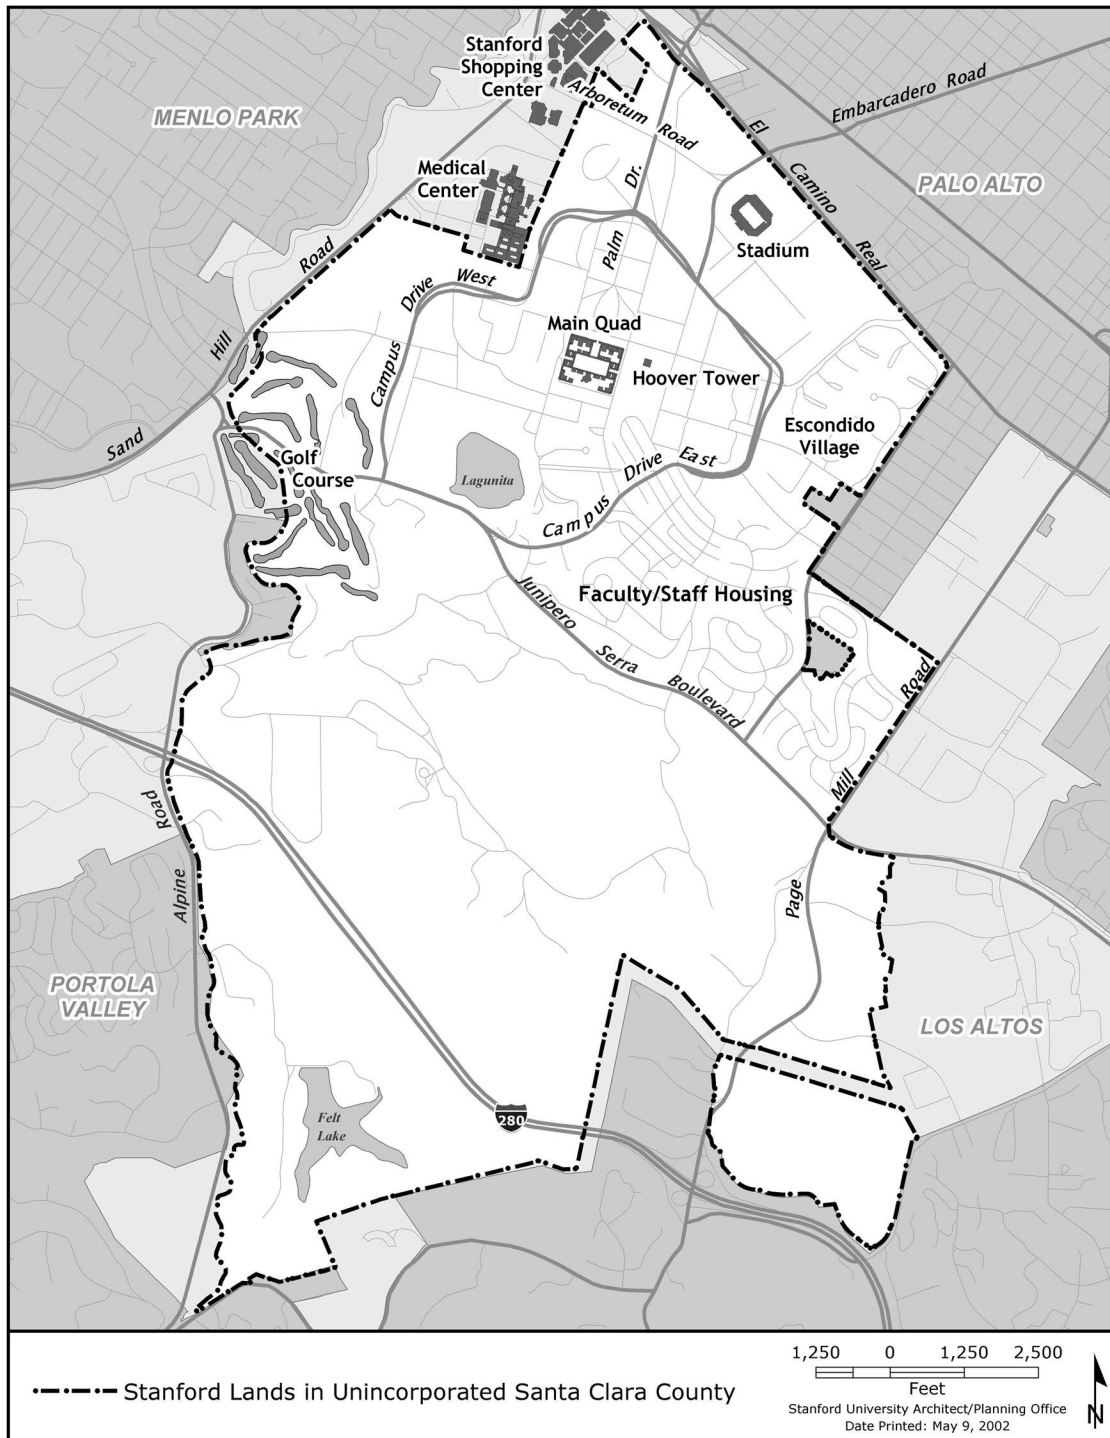 Stanford
Shopping
Center
MENLO PARK
Arboretum Road
Embarcadero Road
El Camino Real
Medical
Center
PALO ALTO
Palm Dr.
Stadium
Sand Hill Road
Campus Drive West
Main Quad
Hoover Tower
Escondido
Village
Golf
Course
Lagunita
Campus Drive East
Faculty/Staff Housing
Junipero Serra Boulevard
Page Mill Road
Alpine Road
PORTOLA
VALLEY
LOS ALTOS
Felt
Lake
280
Stanford Lands in Unincorporated Santa Clara County
1,250 0 1,250 2,500
Feet
Stanford University Architect/Planning Office
Date Printed: May 9, 2002
N